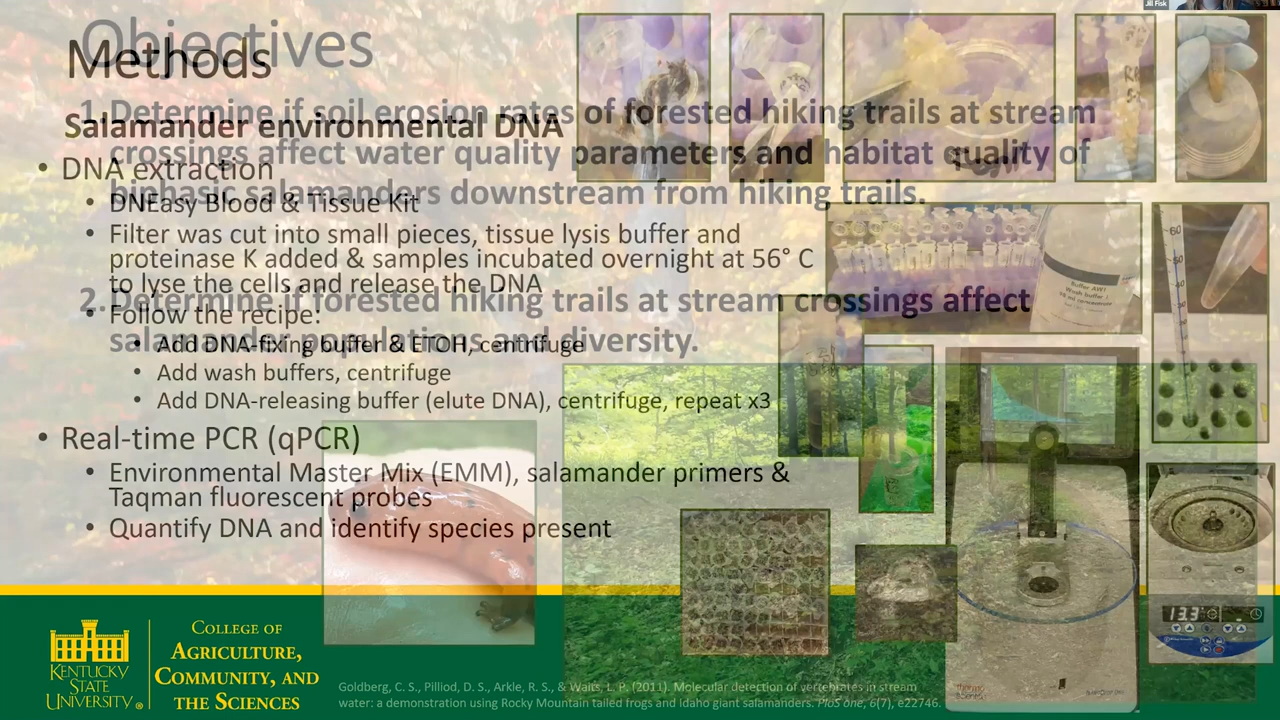 Jill Fisk
Objectives
Methods
1. Determine if soil erosion rates of forested hiking trails at stream
crossings affect water quality parameters and habitat quality of
biphasic salamanders downstream from hiking trails.
2. Determine if forested hiking trails at stream crossings affect
salamander populations and diversity.
Salamander environmental DNA
• DNA extraction
• DNEasy Blood & Tissue Kit
• Filter was cut into small pieces, tissue lysis buffer and
proteinase K added & samples incubated overnight at 56° C
to lyse the cells and release the DNA
• Follow the recipe:
• Add DNA-fixing buffer & ETOH, centrifuge
• Add wash buffers, centrifuge
• Add DNA-releasing buffer (elute DNA), centrifuge, repeat x3
• Real-time PCR (qPCR)
• Environmental Master Mix (EMM), salamander primers &
Taqman fluorescent probes
• Quantify DNA and identify species present
Buffer AW1
Wash buffer 1
60
50
13.3
KENTUCKY
STATE
UNIVERSITY®
COLLEGE OF
AGRICULTURE,
COMMUNITY, AND
THE SCIENCES
Goldberg, C. S., Pilliod, D. S., Arkle, R. S., & Waits, L. P. (2011). Molecular detection of vertebrates in stream
water: a demonstration using Rocky Mountain tailed frogs and Idaho giant salamanders. PloS one, 6(7), e22746.